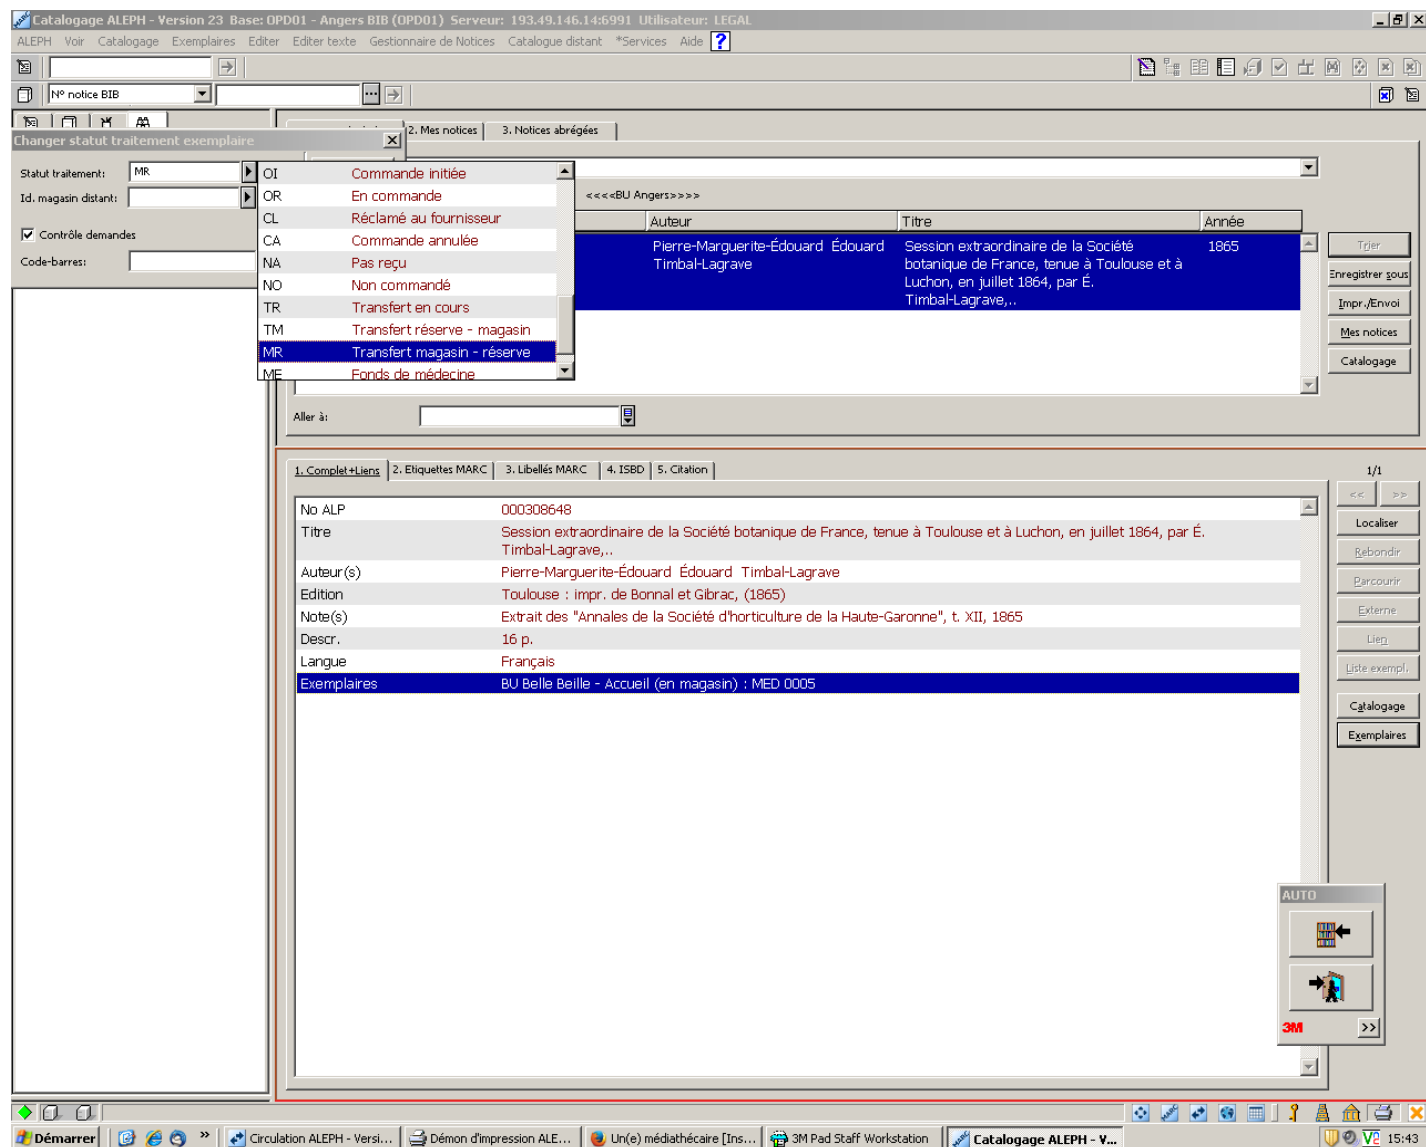 Catalogage ALEPH - Version 23 Base: OPD01 - Angers BIB (OPD01) Serveur: 193.49.146.14:6991 Utilisateur: LEGAL
ALEPH Voir Catalogage Exemplaires Editer Editer texte Gestionnaire de Notices Catalogue distant *Services Aide ?
Nº notice BIB
2. Mes notices 3. Notices abrégées
Changer statut traitement exemplaire
Statut traitement: MR
Id. magasin distant:
Contrôle demandes
Code-barres:
OI Commande initiée
OR En commande
CL Réclamé au fournisseur
CA Commande annulée
NA Pas reçu
NO Non commandé
TR Transfert en cours
TM Transfert réserve - magasin
MR Transfert magasin - réserve
ME Fonds de médecine
<<<<BU Angers>>>>
Auteur Titre Année
Pierre-Marguerite-Édouard Édouard Timbal-Lagrave
Session extraordinaire de la Société
botanique de France, tenue à Toulouse et à
Luchon, en juillet 1864, par É.
Timbal-Lagrave,..
1865
Trier
Enregistrer sous
Impr./Envoi
Mes notices
Catalogage
Aller à:
1. Complet+Liens 2. Etiquettes MARC 3. Libellés MARC 4. ISBD 5. Citation
1/1
<< >>
Localiser
Rebondir
Parcourir
Externe
Lien
Liste exempl.
Catalogage
Exemplaires
No ALP 000308648
Titre Session extraordinaire de la Société botanique de France, tenue à Toulouse et à Luchon, en juillet 1864, par É.
Timbal-Lagrave,..
Auteur(s) Pierre-Marguerite-Édouard Édouard Timbal-Lagrave
Edition Toulouse : impr. de Bonnal et Gibrac, (1865)
Note(s) Extrait des "Annales de la Société d'horticulture de la Haute-Garonne", t. XII, 1865
Descr. 16 p.
Langue Français
Exemplaires BU Belle Beille - Accueil (en magasin) : MED 0005
AUTO
3M >>
Démarrer » Circulation ALEPH - Versi... Démon d'impression ALE... Un(e) médiathécaire [Ins... 3M Pad Staff Workstation Catalogage ALEPH - V... 15:43